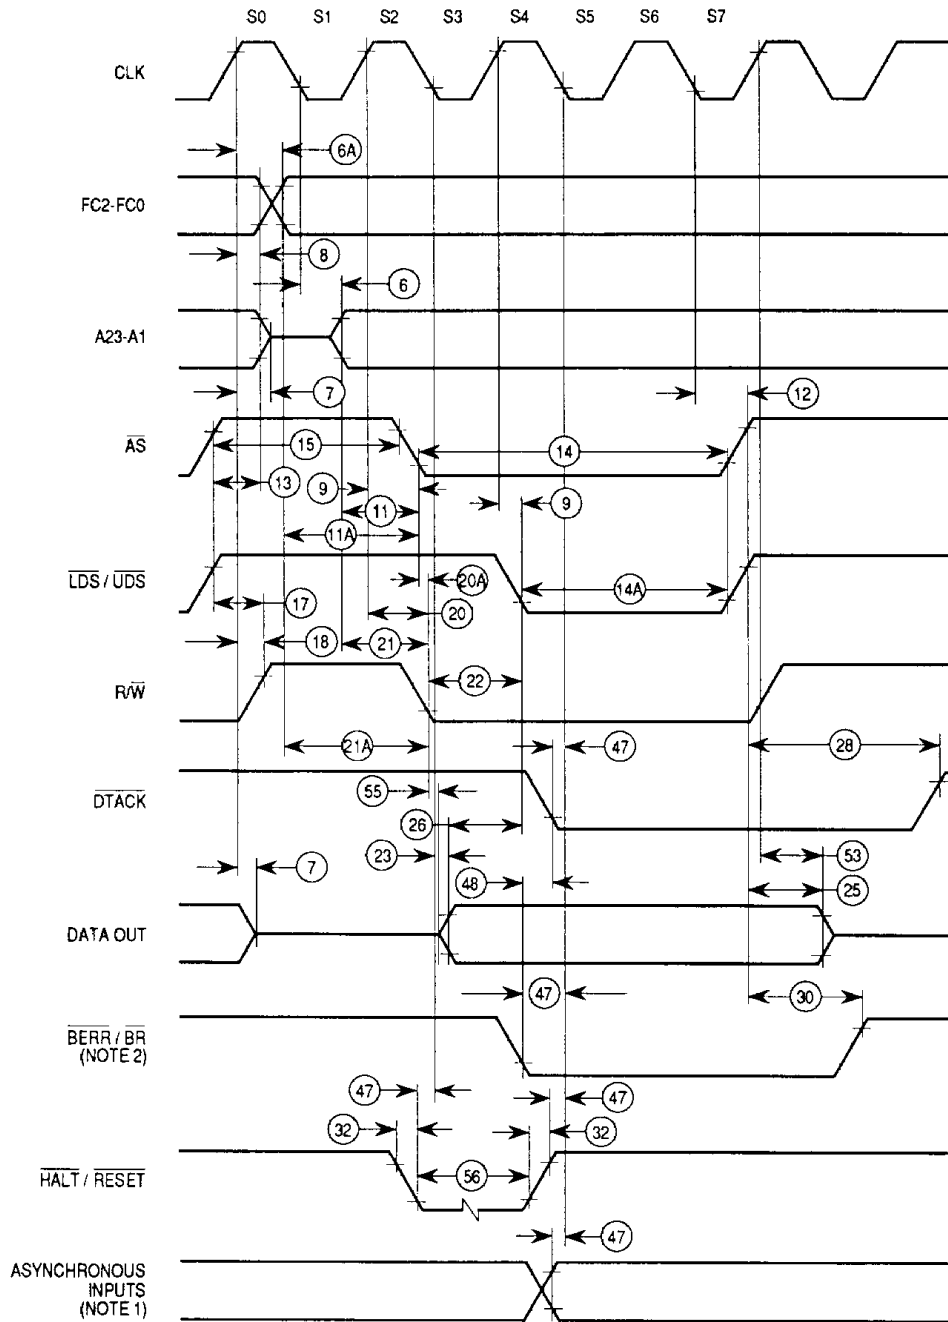 S0 S1 S2 S3 S4 S5 S6 S7
CLK
6A
FC2-FC0
8
6
A23-A1
7
12
AS
15
14
13
9
9
11
11A
LDS / UDS
20A
14A
17
20
18
21
R/W
22
21A
47
28
DTACK
55
26
23
53
7
48
25
DATA OUT
47
30
BERR / BR
(NOTE 2)
47
47
32
32
HALT / RESET
56
47
ASYNCHRONOUS
INPUTS
(NOTE 1)